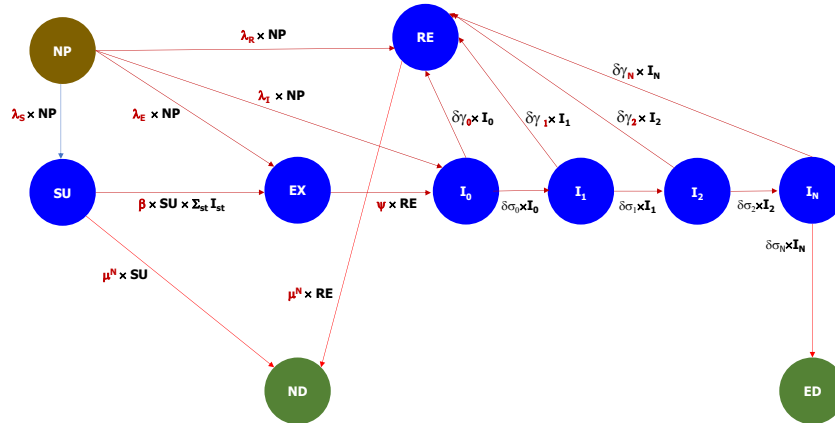 λR × NP
RE
NP
δγN × IN
λI × NP
λS × NP
λE × NP
δγ0 × I0
δγ1 × I1
δγ2 × I2
SU
EX
I0
I1
I2
IN
β × SU × Σst Ist
ψ × RE
δσ0×I0
δσ1×I1
δσ2×I2
δσN×IN
μN × SU
μN × RE
ND
ED